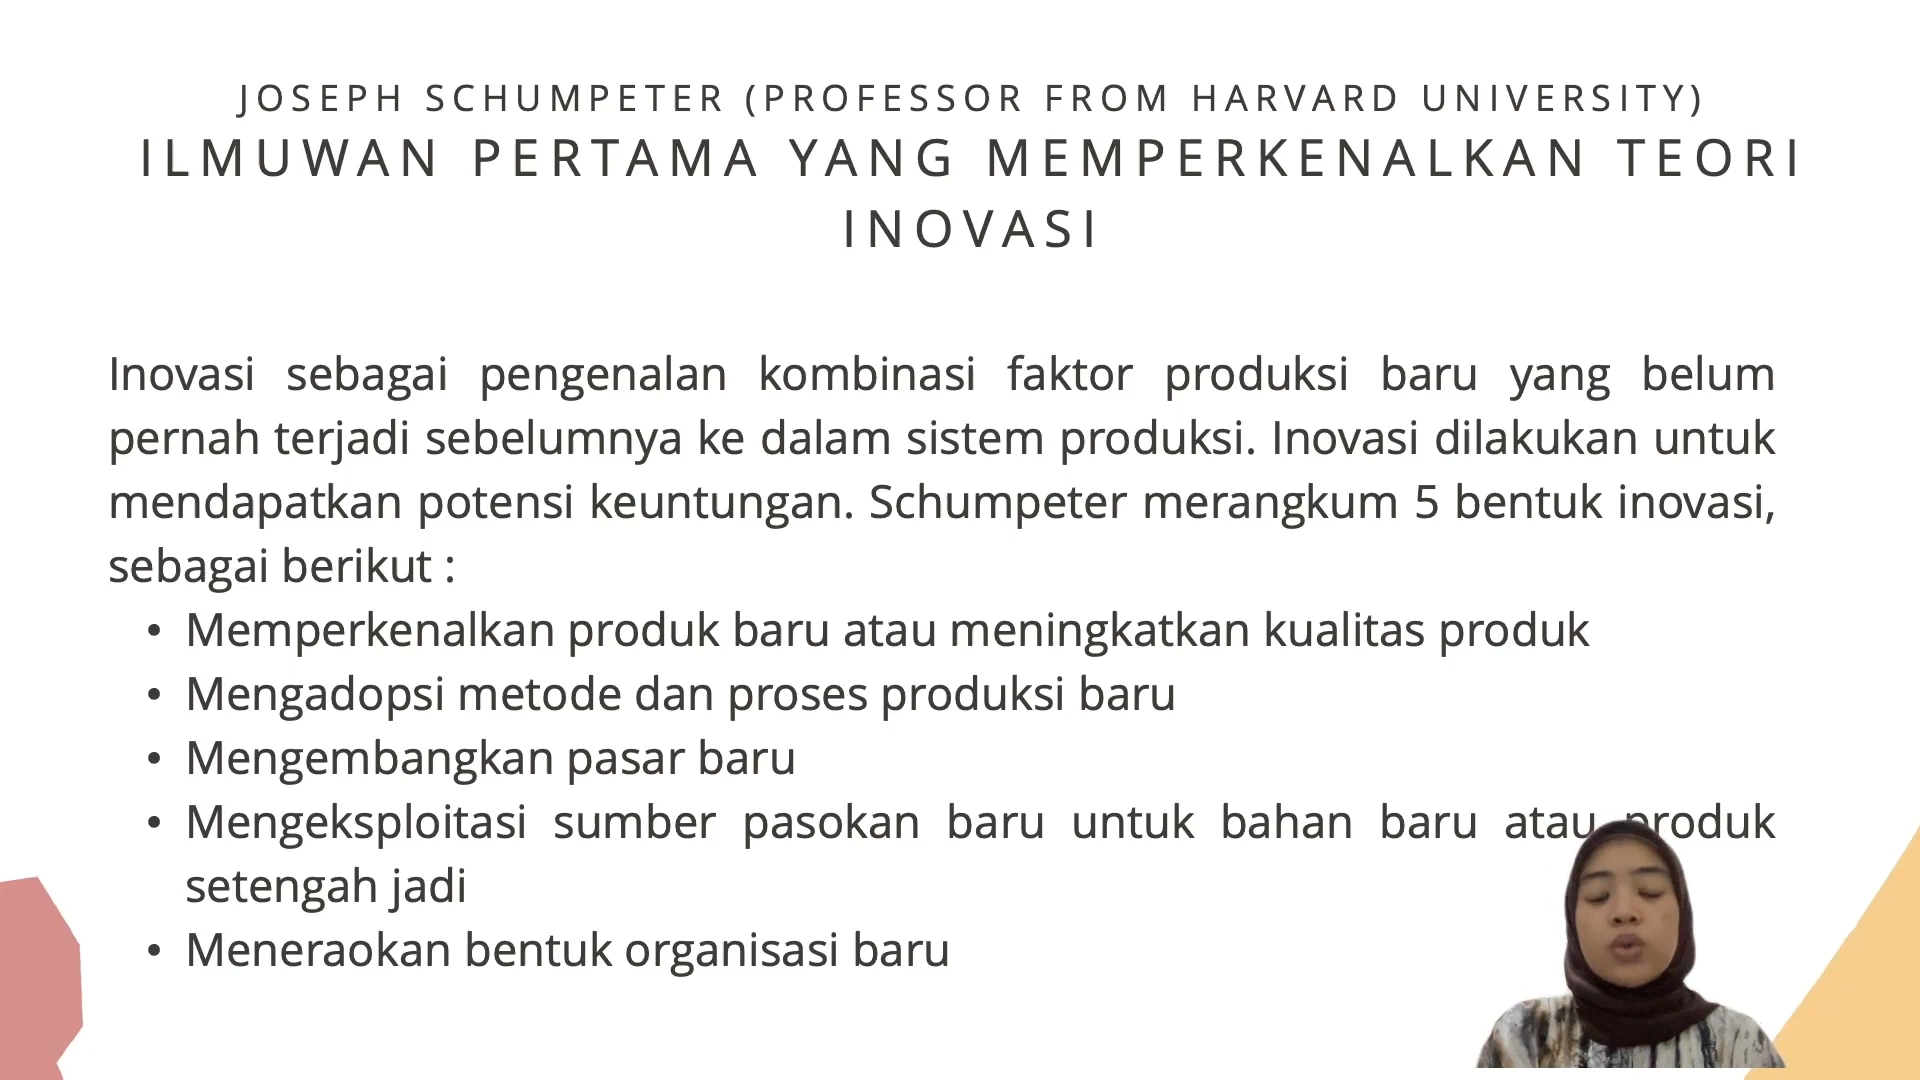 JOSEPH SCHUMPETER (PROFESSOR FROM HARVARD UNIVERSITY)
ILMUWAN PERTAMA YANG MEMPERKENALKAN TEORI
INOVASI
Inovasi sebagai pengenalan kombinasi faktor produksi baru yang belum
pernah terjadi sebelumnya ke dalam sistem produksi. Inovasi dilakukan untuk
mendapatkan potensi keuntungan. Schumpeter merangkum 5 bentuk inovasi,
sebagai berikut :
• Memperkenalkan produk baru atau meningkatkan kualitas produk
• Mengadopsi metode dan proses produksi baru
• Mengembangkan pasar baru
• Mengeksploitasi sumber pasokan baru untuk bahan baru atau produk
setengah jadi
• Meneraokan bentuk organisasi baru